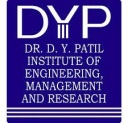 DYP
DR. D. Y. PATIL
INSTITUTE OF
ENGINEERING,
MANAGEMENT
AND RESEARCH